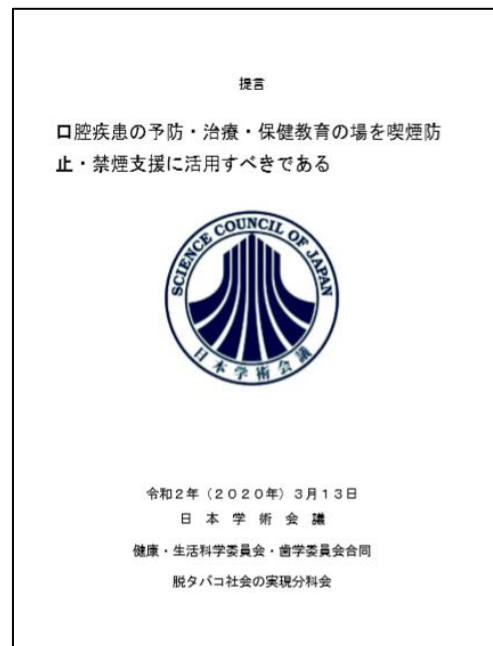 提言
口腔疾患の予防・治療・保健教育の場を喫煙防
止・禁煙支援に活用すべきである
SCIENCE COUNCIL OF JAPAN
日本学術会議
令和2年（2020年）3月13日
日本学術会議
健康・生活科学委員会・歯学委員会合同
脱タバコ社会の実現分科会